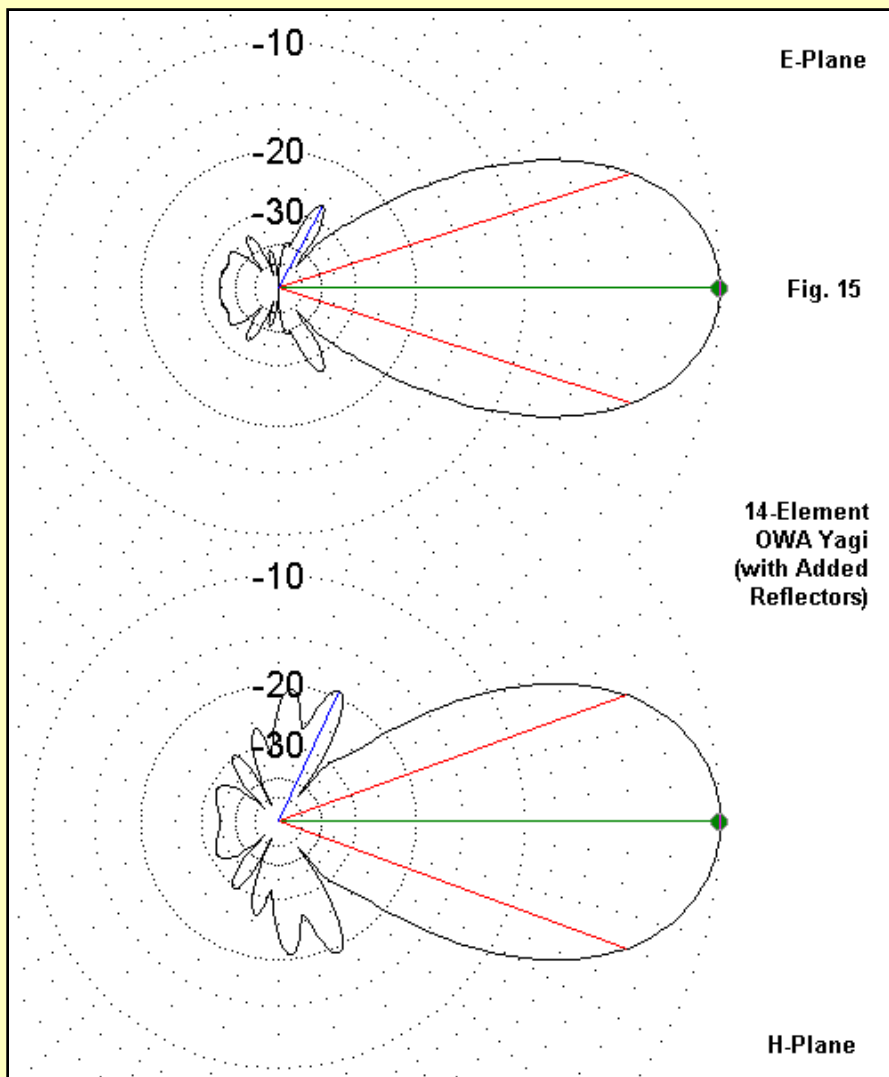 -10
E-Plane
-20
-30
Fig. 15
14-Element
OWA Yagi
(with Added
Reflectors)
-10
-20
-30
H-Plane